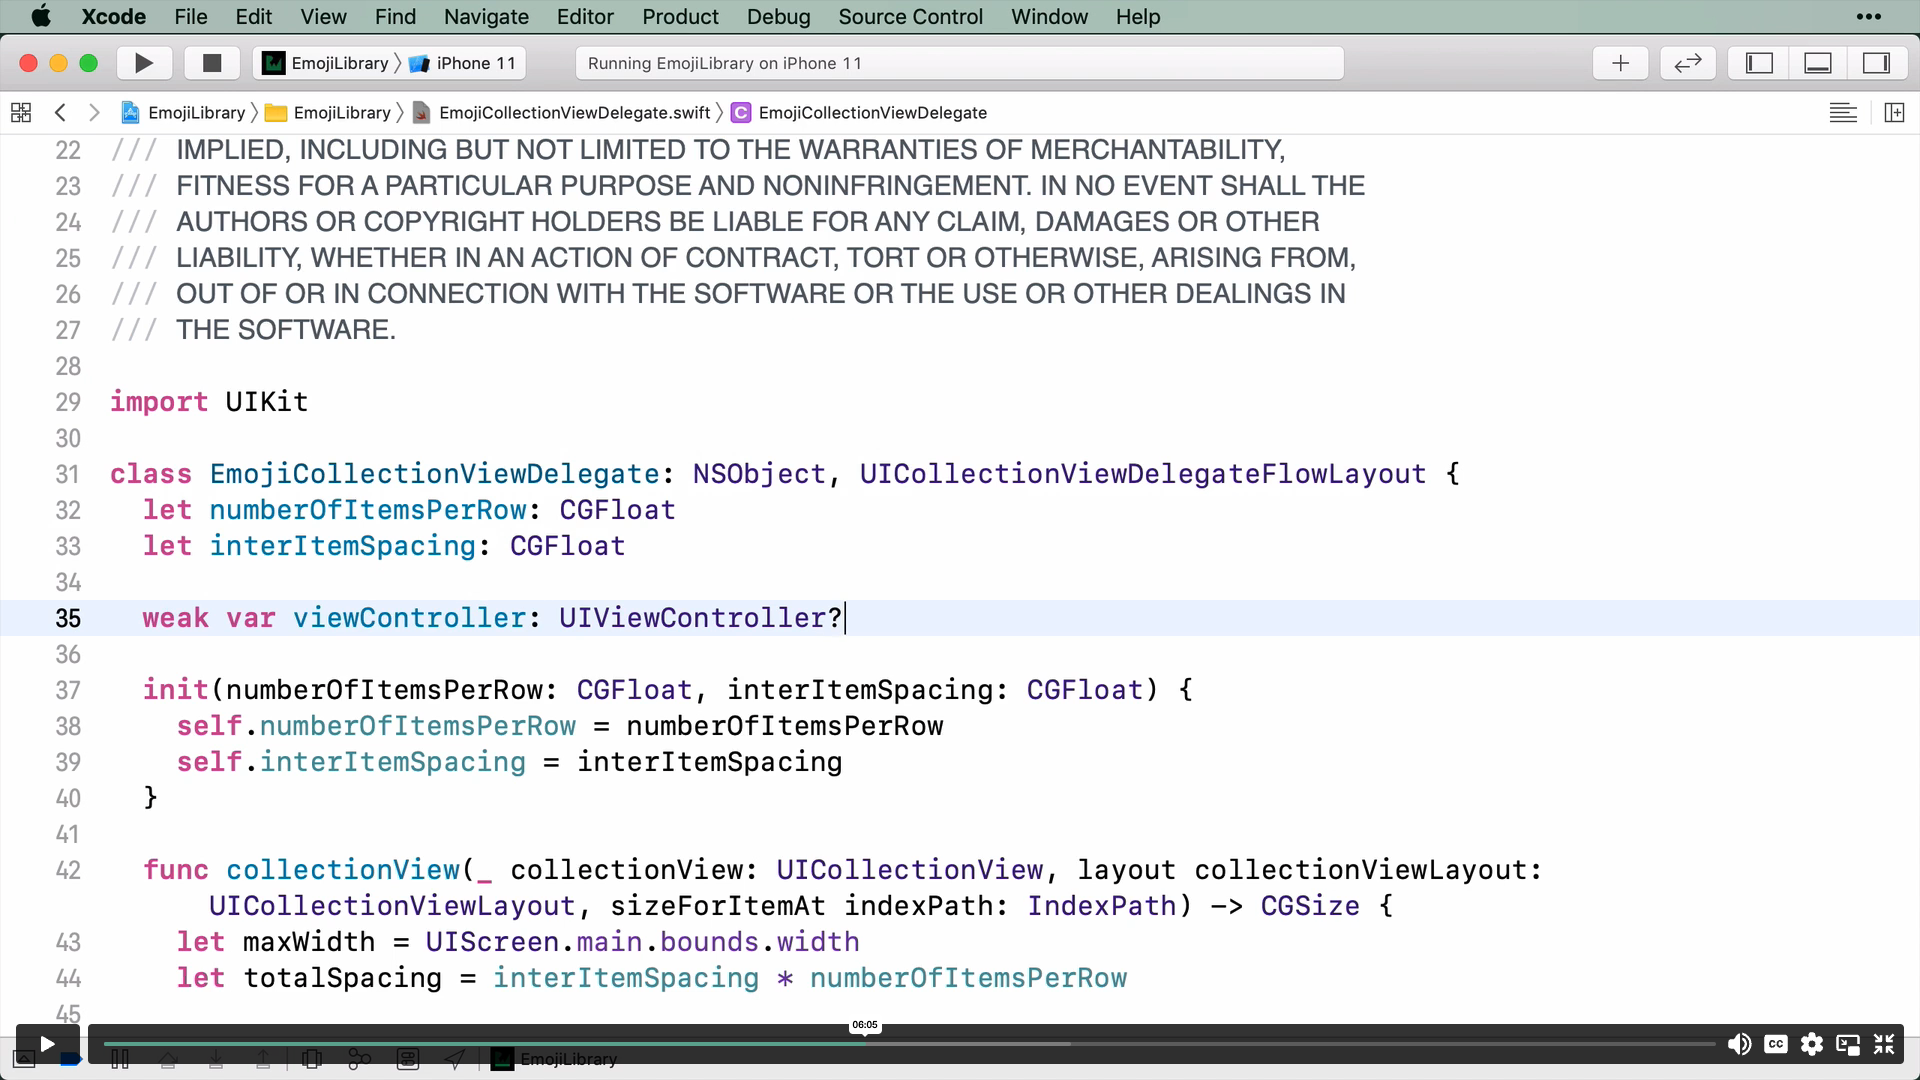 Xcode File Edit View Find Navigate Editor Product Debug Source Control Window Help
EmojiLibrary iPhone 11 Running EmojiLibrary on iPhone 11
EmojiLibrary EmojiLibrary EmojiCollectionViewDelegate.swift C EmojiCollectionViewDelegate
22 /// IMPLIED, INCLUDING BUT NOT LIMITED TO THE WARRANTIES OF MERCHANTABILITY,
23 /// FITNESS FOR A PARTICULAR PURPOSE AND NONINFRINGEMENT. IN NO EVENT SHALL THE
24 /// AUTHORS OR COPYRIGHT HOLDERS BE LIABLE FOR ANY CLAIM, DAMAGES OR OTHER
25 /// LIABILITY, WHETHER IN AN ACTION OF CONTRACT, TORT OR OTHERWISE, ARISING FROM,
26 /// OUT OF OR IN CONNECTION WITH THE SOFTWARE OR THE USE OR OTHER DEALINGS IN
27 /// THE SOFTWARE.
28
29 import UIKit
30
31 class EmojiCollectionViewDelegate: NSObject, UICollectionViewDelegateFlowLayout {
32 let numberOfItemsPerRow: CGFloat
33 let interItemSpacing: CGFloat
34
35 weak var viewController: UIViewController?
36
37 init(numberOfItemsPerRow: CGFloat, interItemSpacing: CGFloat) {
38 self.numberOfItemsPerRow = numberOfItemsPerRow
39 self.interItemSpacing = interItemSpacing
40 }
41
42 func collectionView(_ collectionView: UICollectionView, layout collectionViewLayout:
UICollectionViewLayout, sizeForItemAt indexPath: IndexPath) -> CGSize {
43 let maxWidth = UIScreen.main.bounds.width
44 let totalSpacing = interItemSpacing * numberOfItemsPerRow
45
06:05
CC
EmojiLibrary